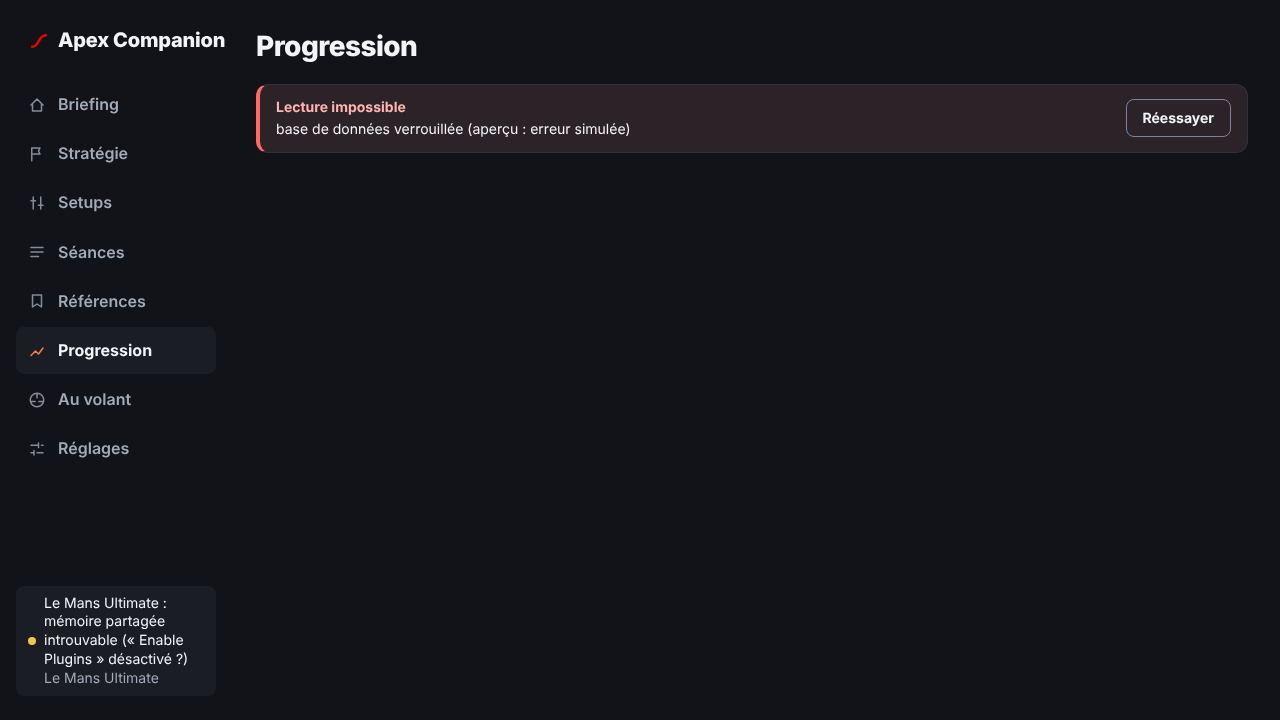 Apex Companion
Briefing
Stratégie
Setups
Séances
Références
Progression
Au volant
Réglages
Le Mans Ultimate :
mémoire partagée
introuvable (« Enable
Plugins » désactivé ?)
Le Mans Ultimate
Progression
Lecture impossible
base de données verrouillée (aperçu : erreur simulée)
Réessayer